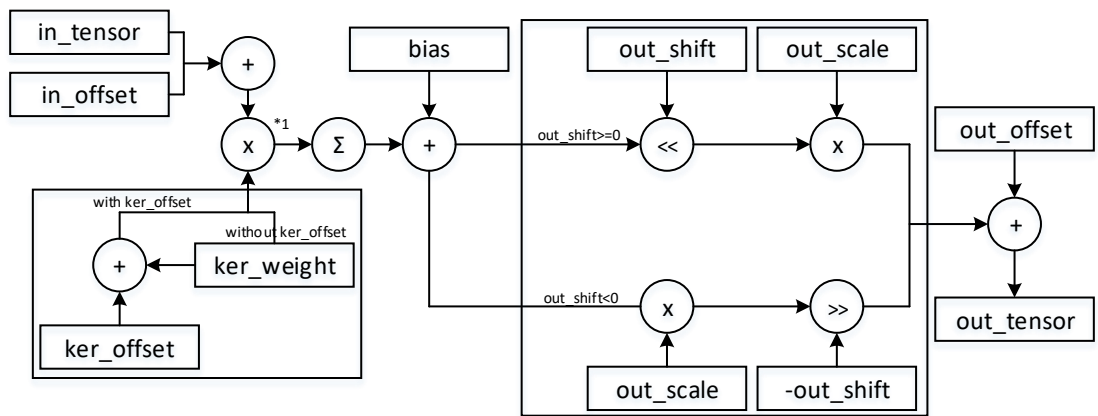 in_tensor
in_offset
+
x
*1
Σ
bias
+
out_shift
out_scale
out_shift>=0
<<
x
out_offset
+
out_tensor
with ker_offset
without ker_offset
+
ker_weight
ker_offset
out_shift<0
x
>>
out_scale
-out_shift